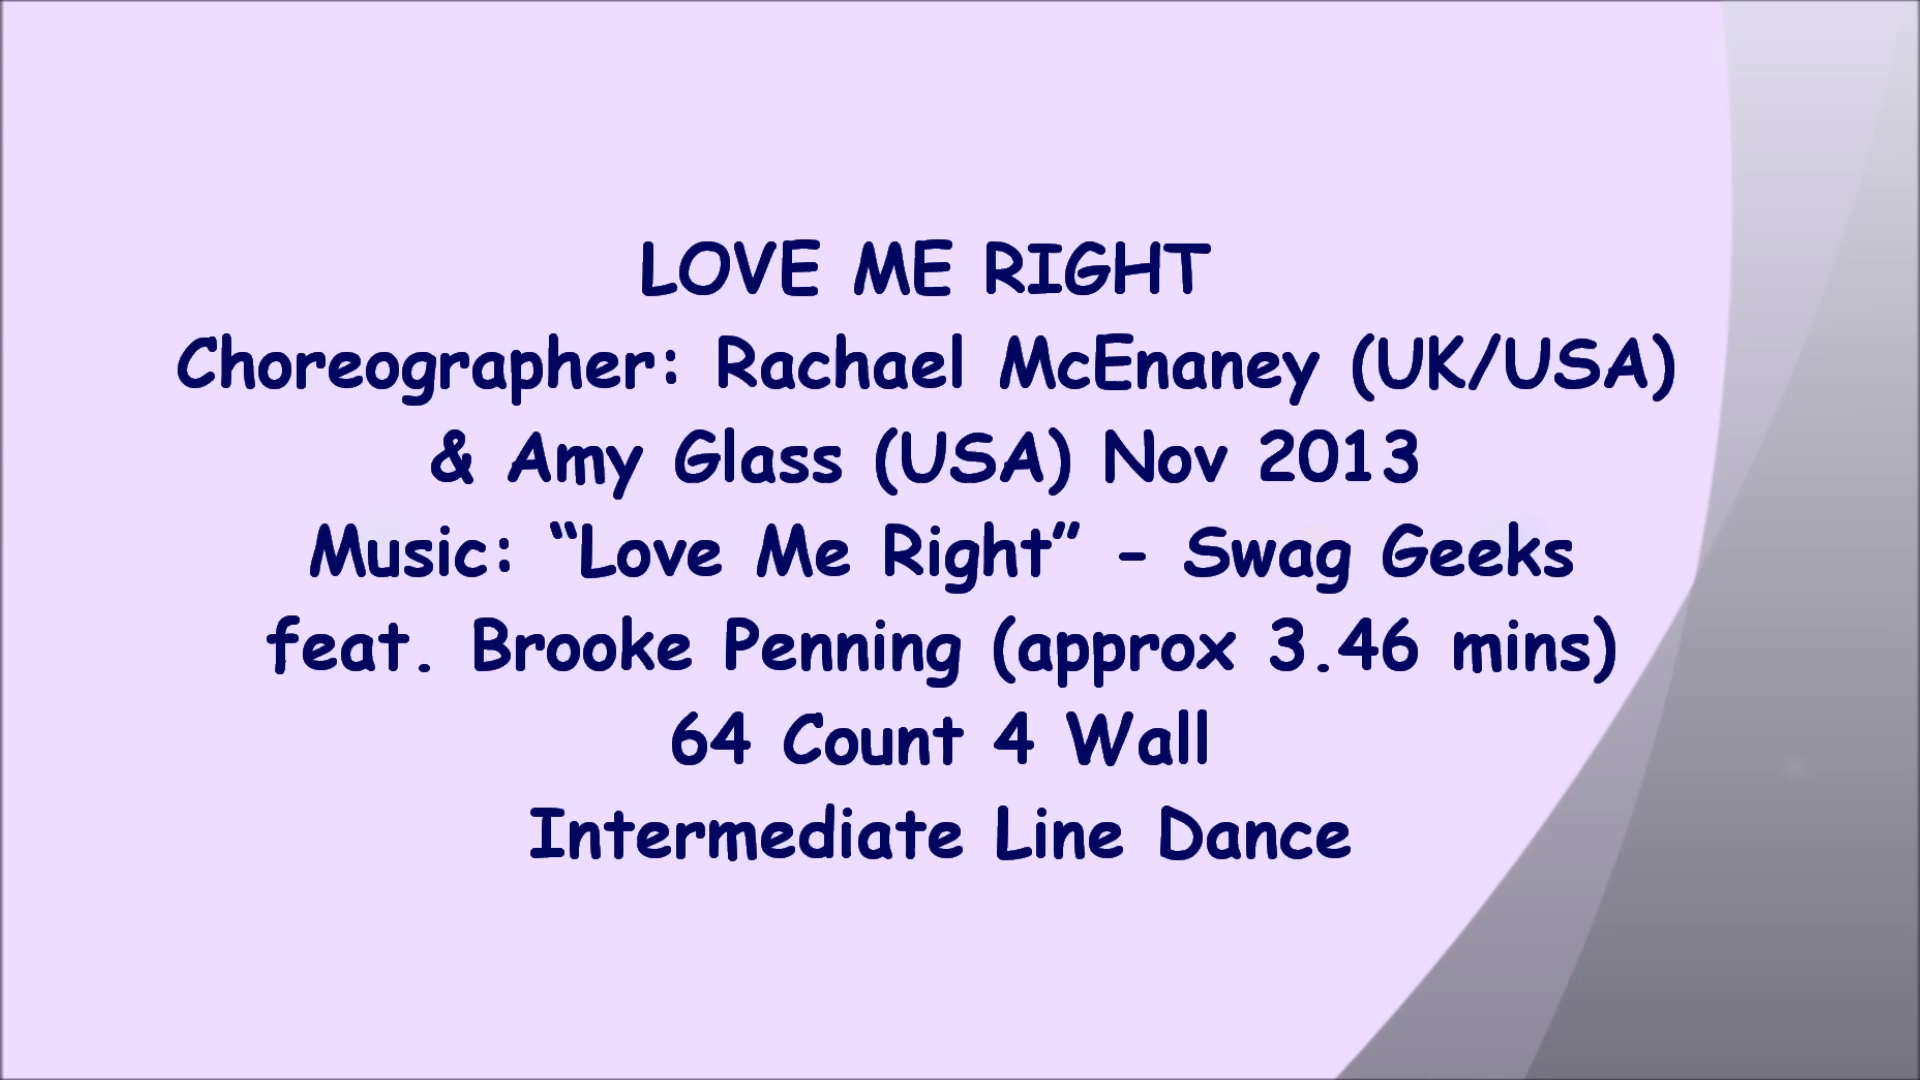 LOVE ME RIGHT
Choreographer: Rachael McEnaney (UK/USA)
& Amy Glass (USA) Nov 2013
Music: “Love Me Right” - Swag Geeks
feat. Brooke Penning (approx 3.46 mins)
64 Count 4 Wall
Intermediate Line Dance